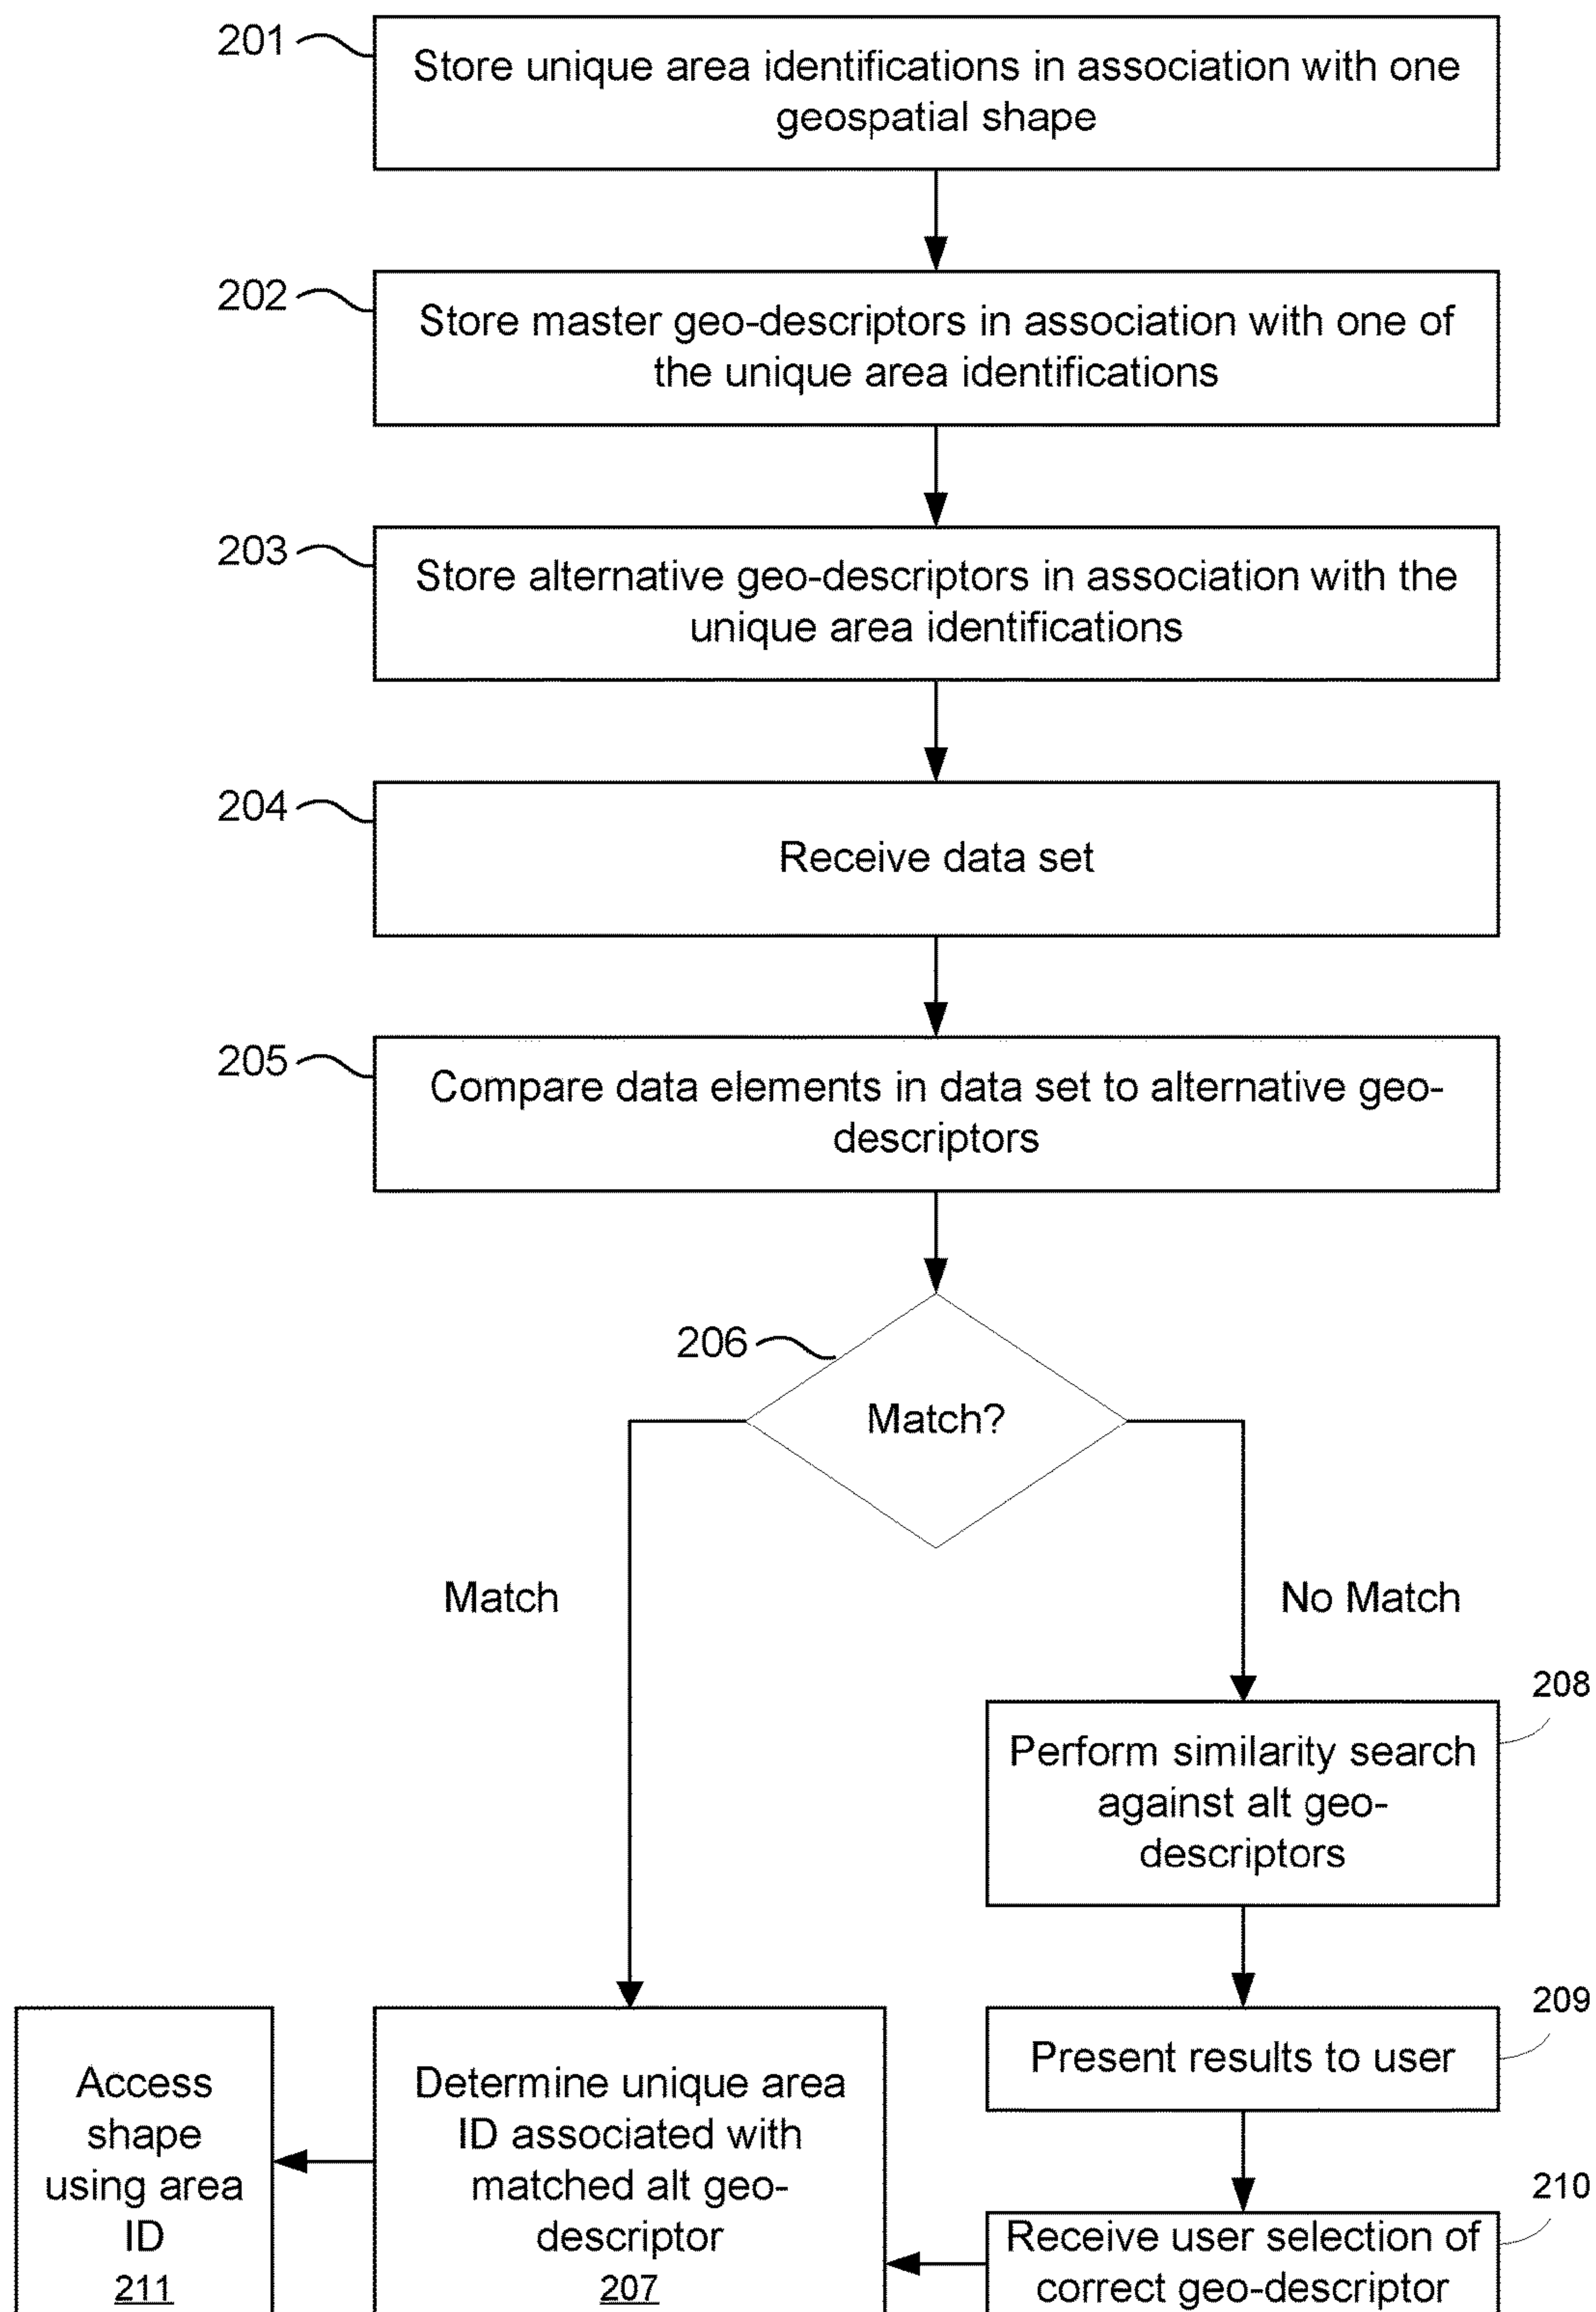 201
Store unique area identifications in association with one
geospatial shape
202
Store master geo-descriptors in association with one of
the unique area identifications
203
Store alternative geo-descriptors in association with the
unique area identifications
204
Receive data set
205
Compare data elements in data set to alternative geo-
descriptors
206
Match?
Match
No Match
208
Perform similarity search
against alt geo-
descriptors
209
Present results to user
210
Receive user selection of
correct geo-descriptor
Determine unique area
ID associated with
matched alt geo-
descriptor
207
Access
shape
using area
ID
211